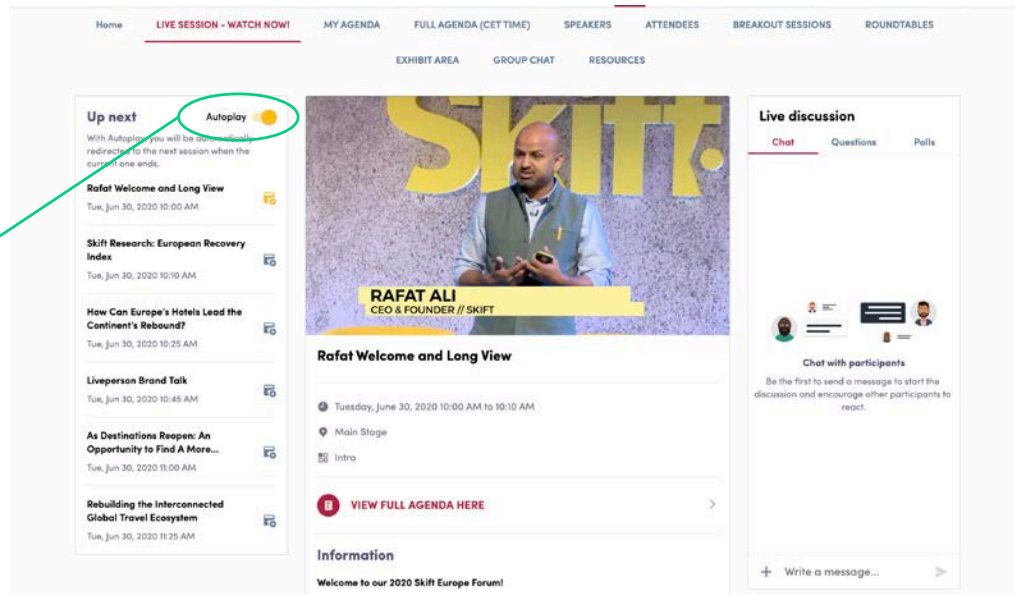 Home LIVE SESSION - WATCH NOW! MY AGENDA FULL AGENDA (CET TIME) SPEAKERS ATTENDEES BREAKOUT SESSIONS ROUNDTABLES
EXHIBIT AREA GROUP CHAT RESOURCES
Up next Autoplay
With Autoplay, you will be automatically
redirected to the next session when the
current one ends.
Rafat Welcome and Long View
Tue, Jun 30, 2020 10:00 AM
Skift Research: European Recovery
Index
Tue, Jun 30, 2020 10:10 AM
How Can Europe's Hotels Lead the
Continent's Rebound?
Tue, Jun 30, 2020 10:25 AM
Liveperson Brand Talk
Tue, Jun 30, 2020 10:45 AM
As Destinations Reopen: An
Opportunity to Find A More...
Tue, Jun 30, 2020 11:00 AM
Rebuilding the Interconnected
Global Travel Ecosystem
Tue, Jun 30, 2020 11:25 AM
Skift.
RAFAT ALI
CEO & FOUNDER // SKIFT
Rafat Welcome and Long View
Tuesday, June 30, 2020 10:00 AM to 10:10 AM
Main Stage
Intro
VIEW FULL AGENDA HERE
Information
Welcome to our 2020 Skift Europe Forum!
Live discussion
Chat Questions Polls
Chat with participants
Be the first to send a message to start the
discussion and encourage other participants to
react.
Write a message...